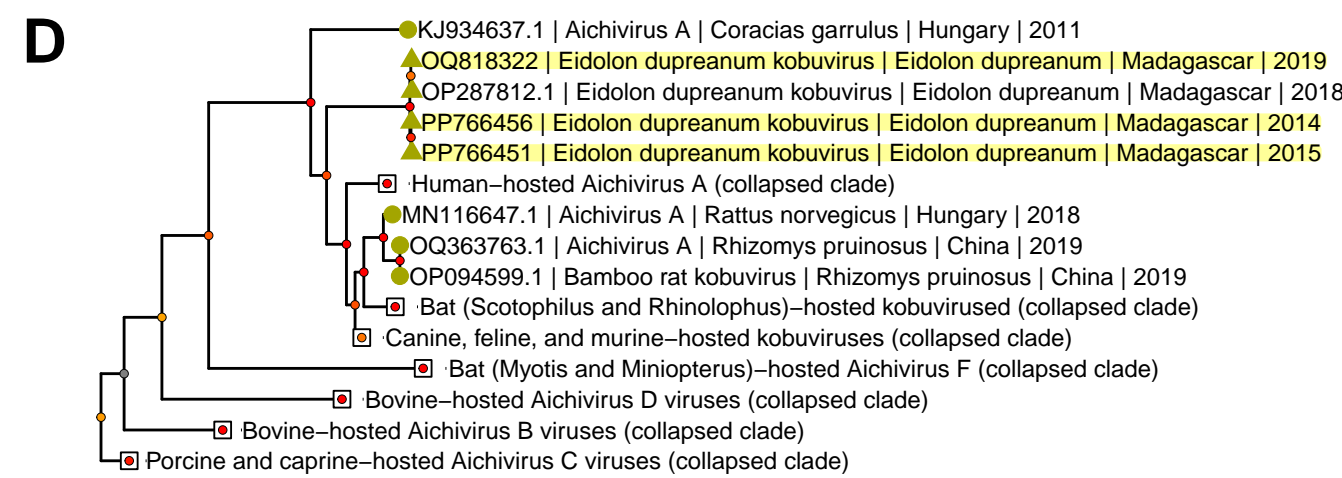 D
KJ934637.1 | Aichivirus A | Coracias garrulus | Hungary | 2011
OQ818322 | Eidolon dupreanum kobuvirus | Eidolon dupreanum | Madagascar | 2019
OP287812.1 | Eidolon dupreanum kobuvirus | Eidolon dupreanum | Madagascar | 2018
PP766456 | Eidolon dupreanum kobuvirus | Eidolon dupreanum | Madagascar | 2014
PP766451 | Eidolon dupreanum kobuvirus | Eidolon dupreanum | Madagascar | 2015
Human−hosted Aichivirus A (collapsed clade)
MN116647.1 | Aichivirus A | Rattus norvegicus | Hungary | 2018
OQ363763.1 | Aichivirus A | Rhizomys pruinosus | China | 2019
OP094599.1 | Bamboo rat kobuvirus | Rhizomys pruinosus | China | 2019
Bat (Scotophilus and Rhinolophus)−hosted kobuvirused (collapsed clade)
Canine, feline, and murine−hosted kobuviruses (collapsed clade)
Bat (Myotis and Miniopterus)−hosted Aichivirus F (collapsed clade)
Bovine−hosted Aichivirus D viruses (collapsed clade)
Bovine−hosted Aichivirus B viruses (collapsed clade)
Porcine and caprine−hosted Aichivirus C viruses (collapsed clade)